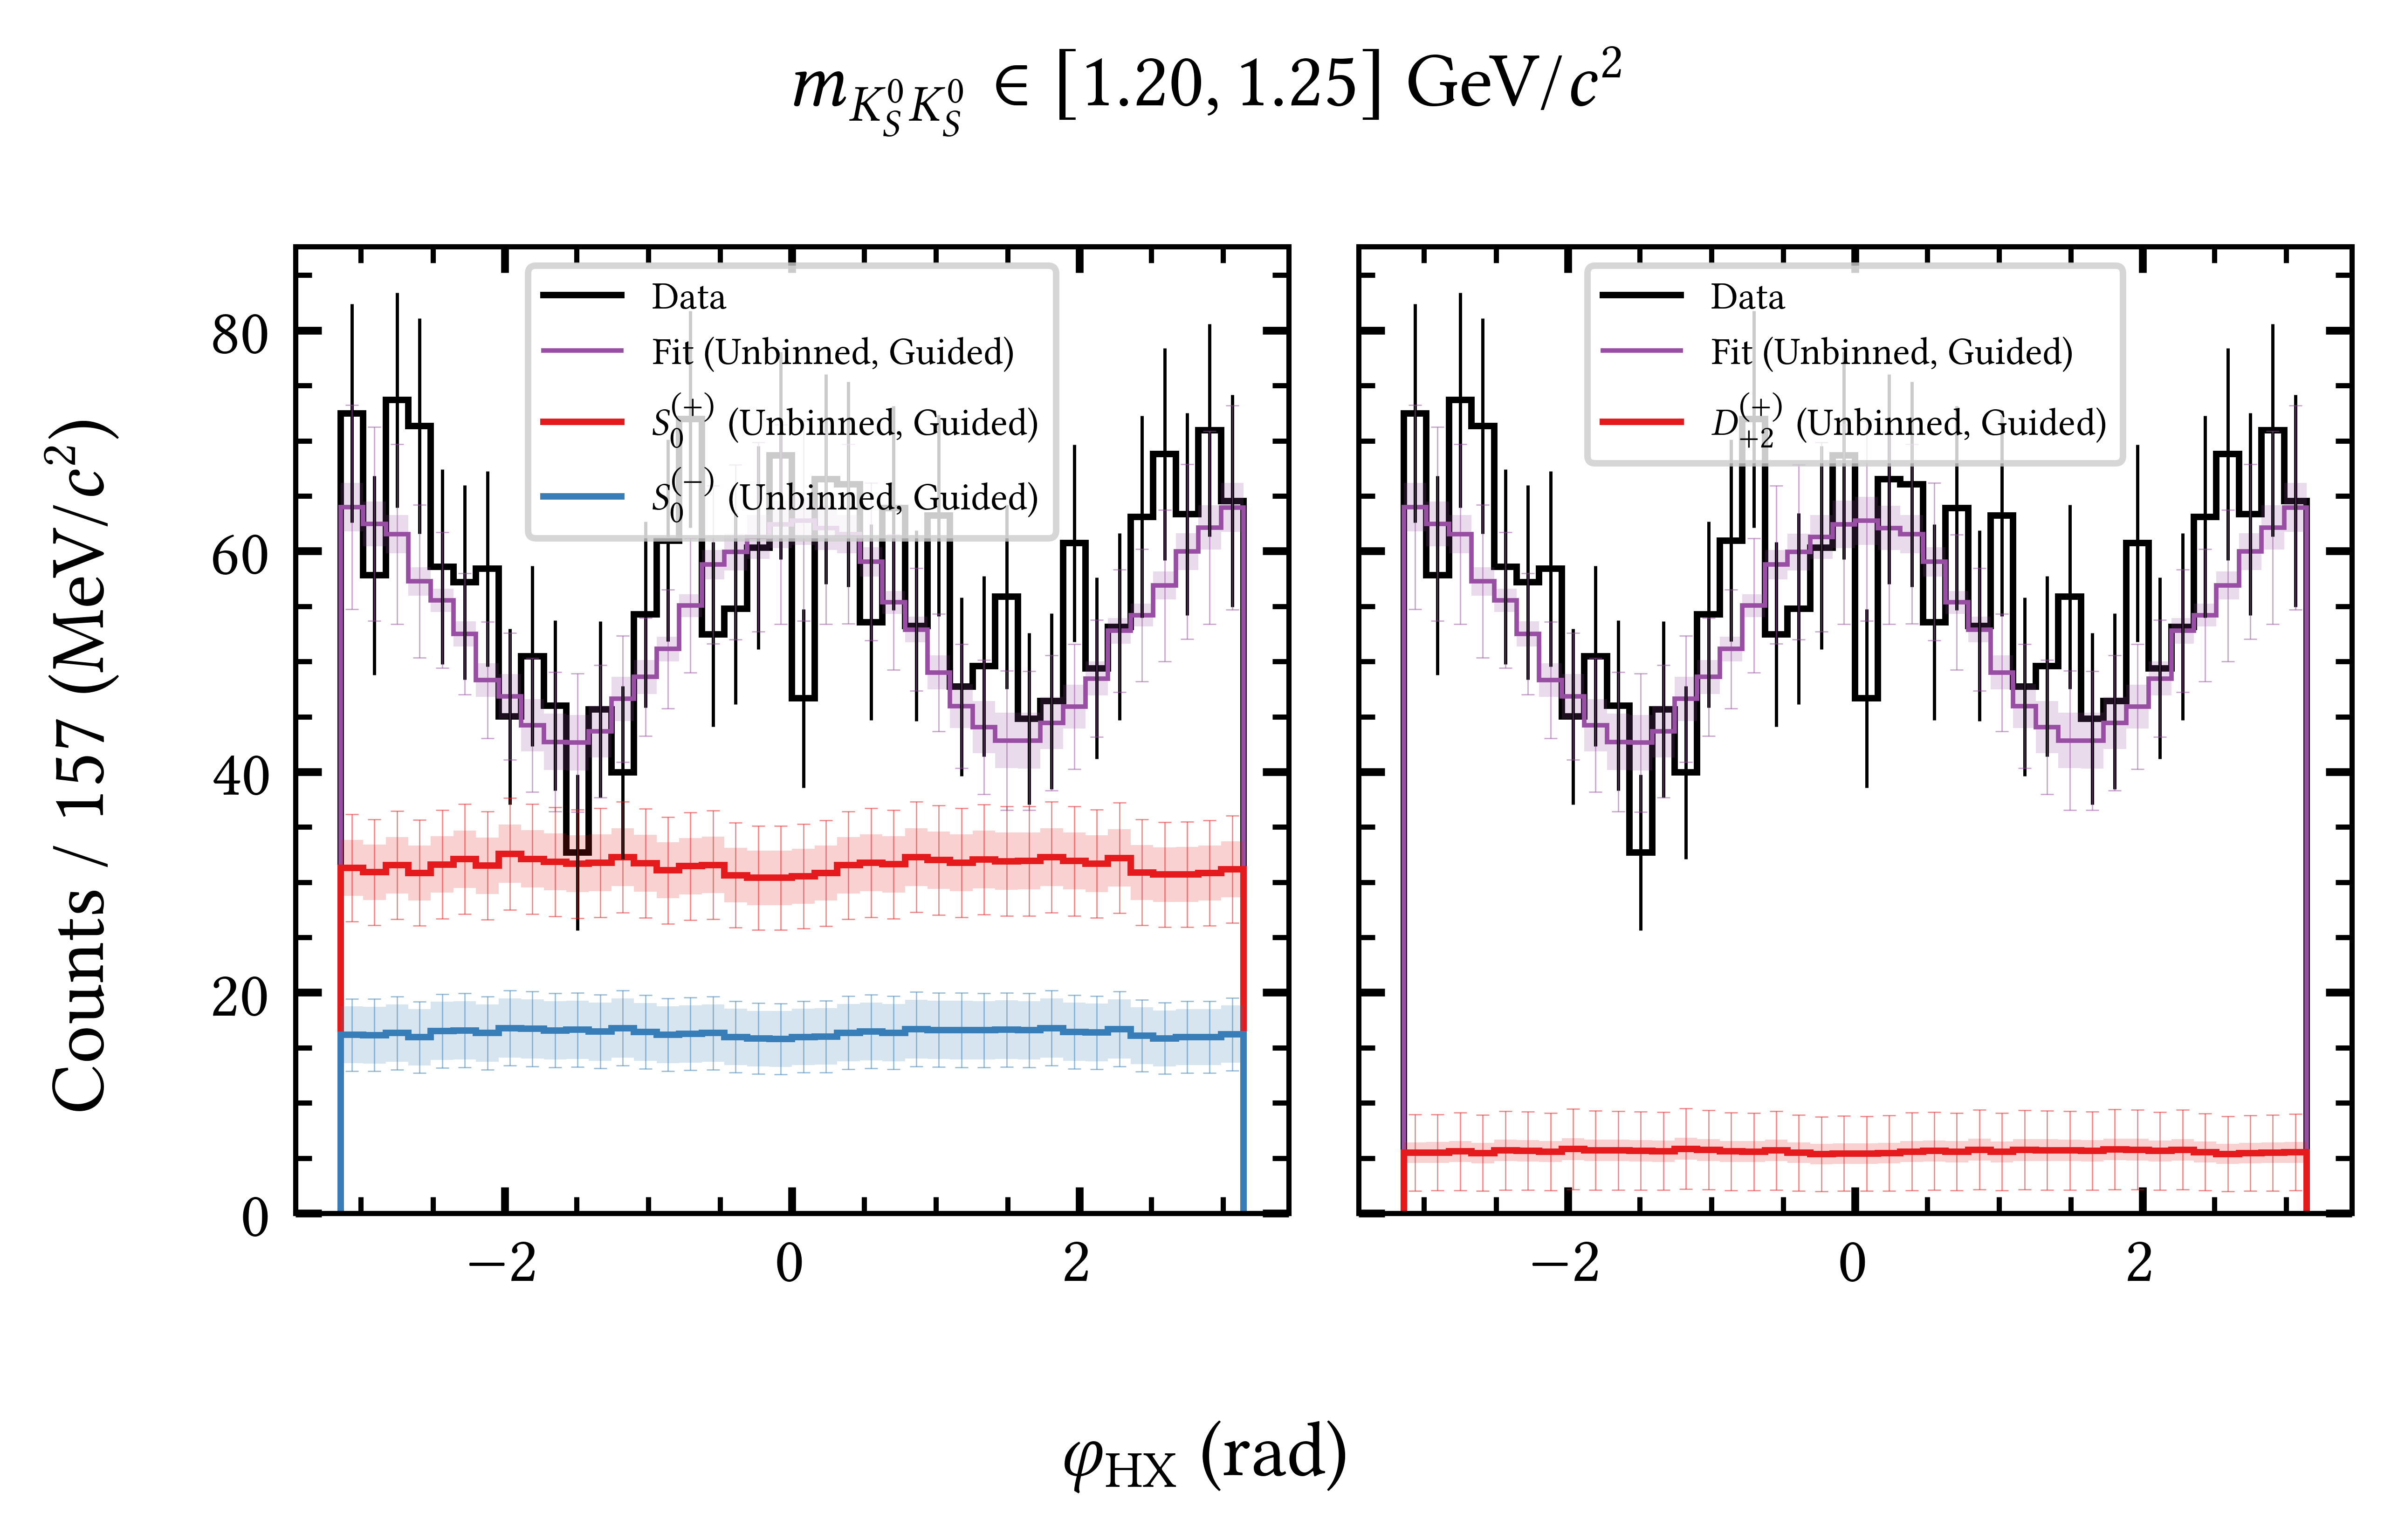 m_{K_S^0 K_S^0} ∈ [1.20, 1.25] GeV/c²
Counts / 157 (MeV/c²)
80
60
40
20
0
Data
Fit (Unbinned, Guided)
S_0^{(+)} (Unbinned, Guided)
S_0^{(−)} (Unbinned, Guided)
−2
0
2
Data
Fit (Unbinned, Guided)
D_{+2}^{(+)} (Unbinned, Guided)
−2
0
2
φ_{HX} (rad)